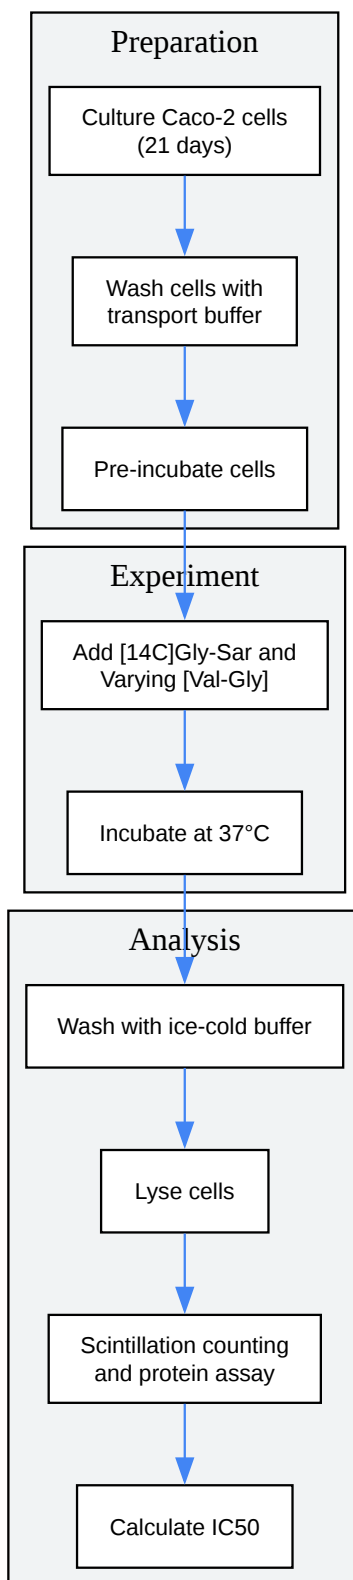 Preparation
Culture Caco-2 cells
(21 days)
Wash cells with
transport buffer
Pre-incubate cells
Experiment
Add [14C]Gly-Sar and
Varying [Val-Gly]
Incubate at 37°C
Analysis
Wash with ice-cold buffer
Lyse cells
Scintillation counting
and protein assay
Calculate IC50